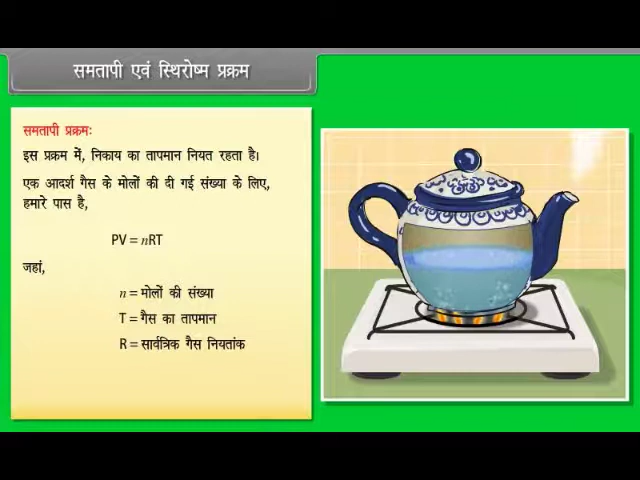 समतापी एवं स्थिरोष्म प्रक्रम
समतापी प्रक्रमः
इस प्रक्रम में, निकाय का तापमान नियत रहता है।
एक आदर्श गैस के मोलों की दी गई संख्या के लिए,
हमारे पास है,
PV = nRT
जहां,
n = मोलों की संख्या
T = गैस का तापमान
R = सार्वत्रिक गैस नियतांक